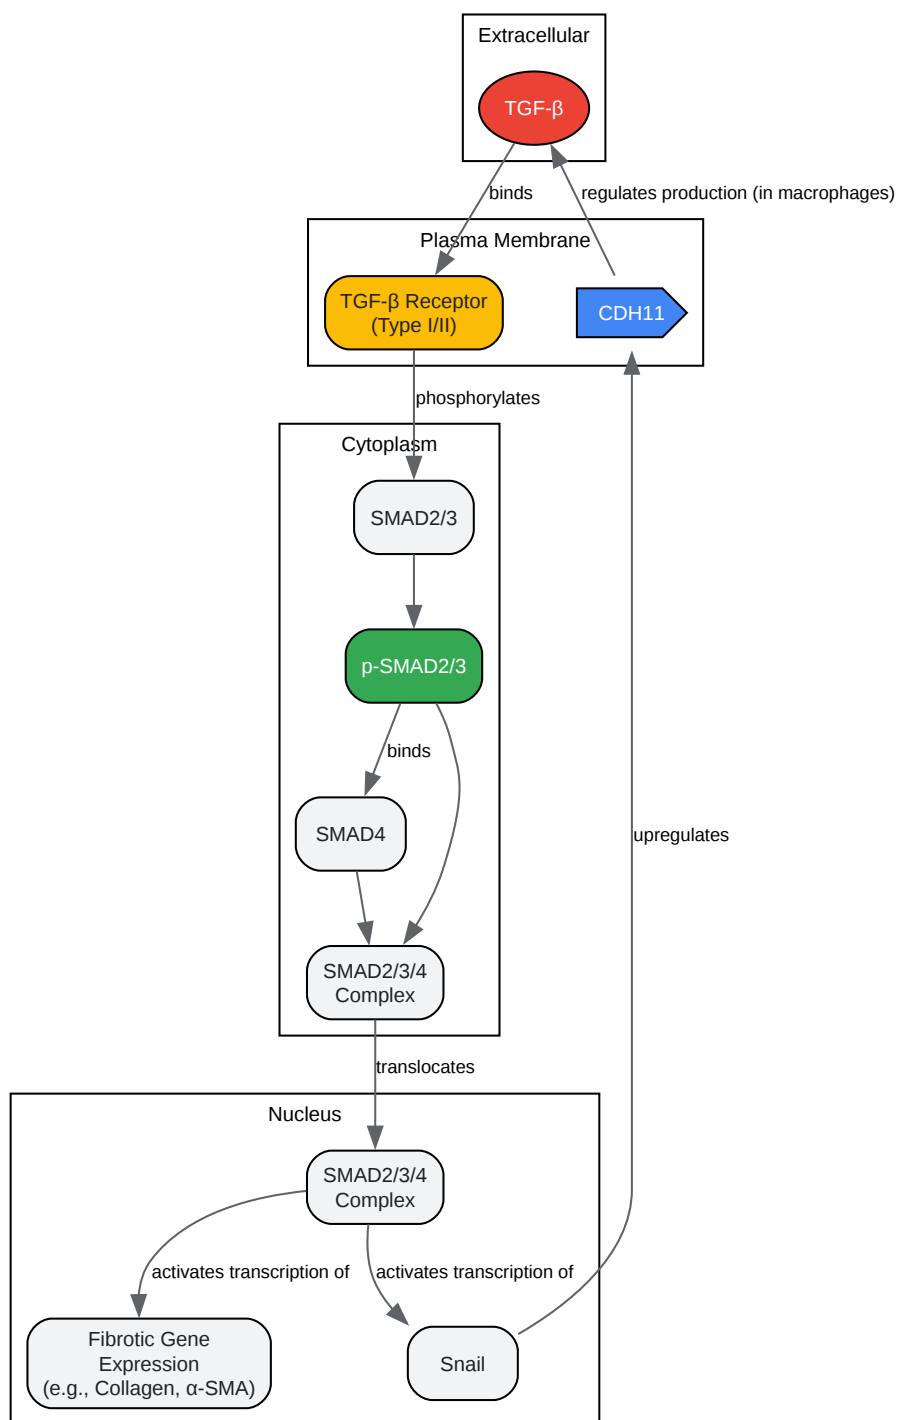 Extracellular
TGF-β
binds
regulates production (in macrophages)
Plasma Membrane
TGF-β Receptor
(Type I/II)
CDH11
phosphorylates
Cytoplasm
SMAD2/3
p-SMAD2/3
binds
SMAD4
upregulates
SMAD2/3/4
Complex
translocates
Nucleus
SMAD2/3/4
Complex
activates transcription of
activates transcription of
Fibrotic Gene
Expression
(e.g., Collagen, α-SMA)
Snail